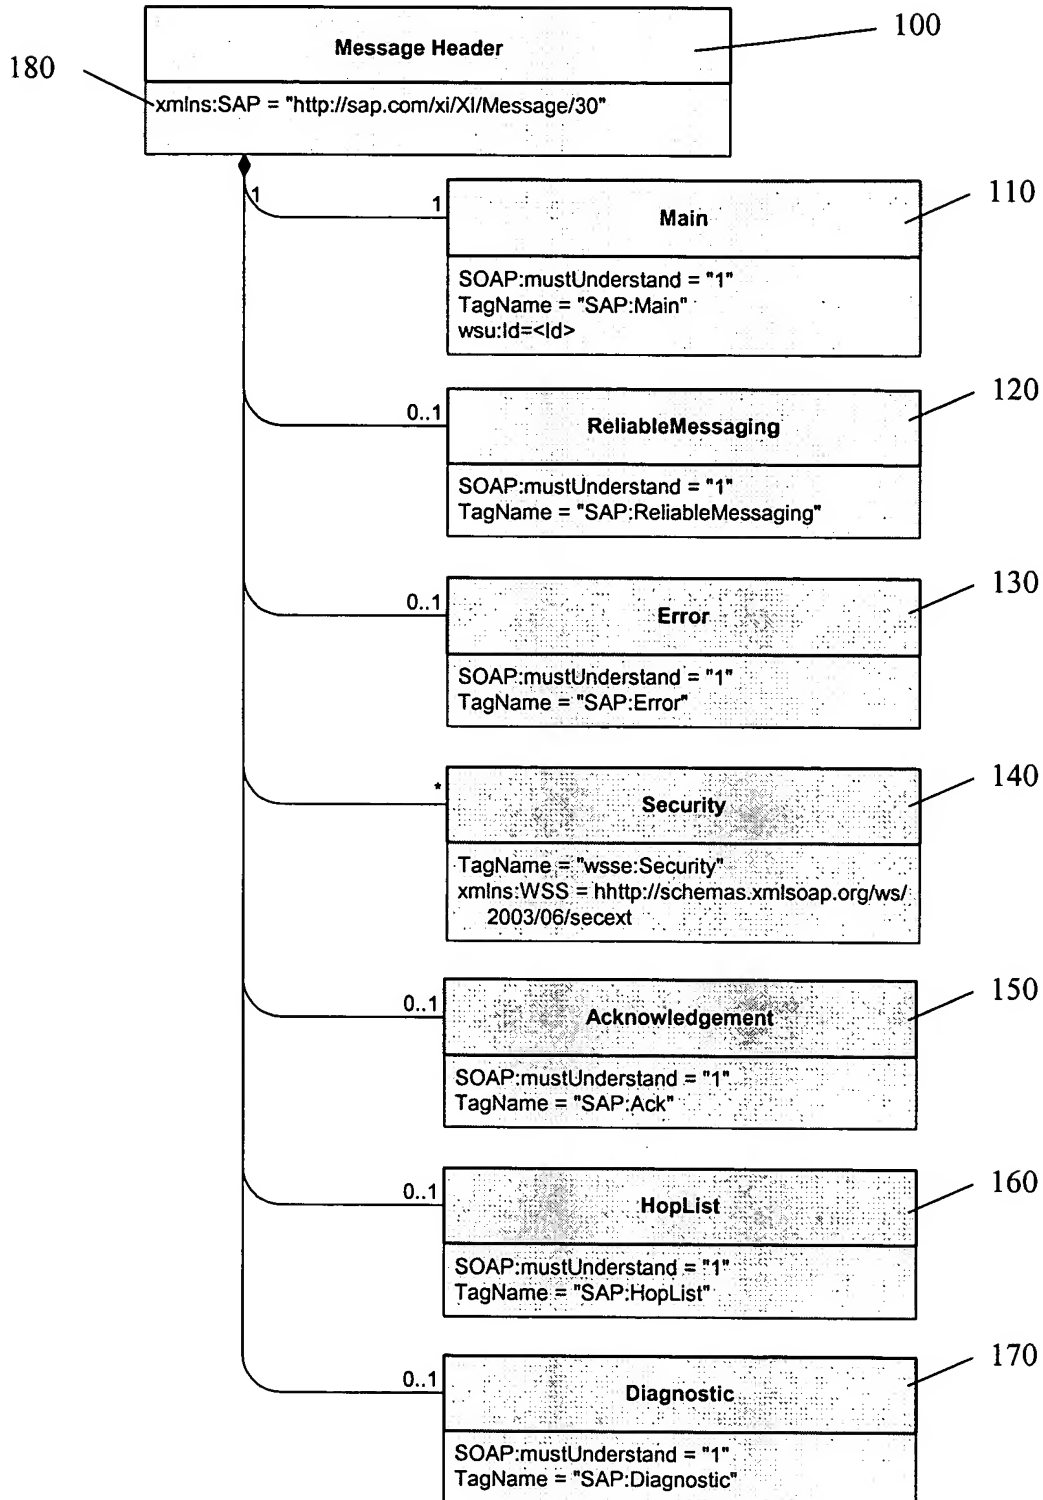 Message Header
100
180
xmlns:SAP = "http://sap.com/xi/XI/Message/30"
1
1
Main
110
SOAP:mustUnderstand = "1"
TagName = "SAP:Main"
wsu:Id=<Id>
0..1
ReliableMessaging
120
SOAP:mustUnderstand = "1"
TagName = "SAP:ReliableMessaging"
0..1
Error
130
SOAP:mustUnderstand = "1"
TagName = "SAP:Error"
*
Security
140
TagName = "wsse:Security"
xmlns:WSS = hhttp://schemas.xmlsoap.org/ws/
2003/06/secext
0..1
Acknowledgement
150
SOAP:mustUnderstand = "1"
TagName = "SAP:Ack"
0..1
HopList
160
SOAP:mustUnderstand = "1"
TagName = "SAP:HopList"
0..1
Diagnostic
170
SOAP:mustUnderstand = "1"
TagName = "SAP:Diagnostic"